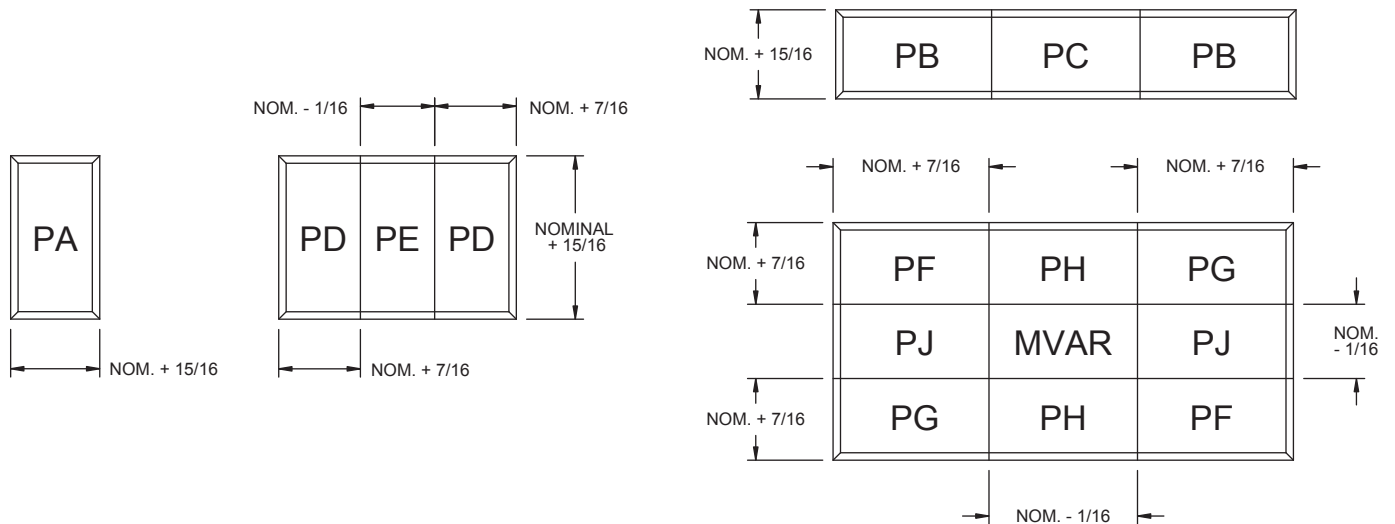 NOM. + 15/16
PB PC PB
NOM. - 1/16 NOM. + 7/16
PA
PD PE PD
NOMINAL
+ 15/16
NOM. + 15/16
NOM. + 7/16
NOM. + 7/16 NOM. + 7/16
NOM. + 7/16
PF PH PG
PJ MVAR PJ
NOM.
- 1/16
NOM. + 7/16
PG PH PF
NOM. - 1/16